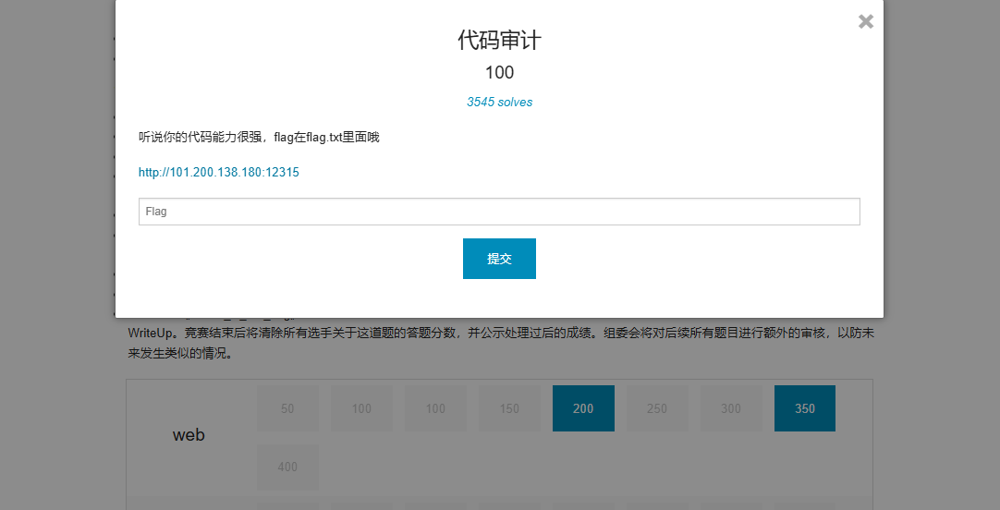 代码审计
100
3545 solves
听说你的代码能力很强，flag在flag.txt里面哦
http://101.200.138.180:12315
Flag
提交
WriteUp。竞赛结束后将清除所有选手关于这道题的答题分数，并公示处理过后的成绩。组委会将对后续所有题目进行额外的审核，以防未
来发生类似的情况。
web
50
100
100
150
200
250
300
350
400